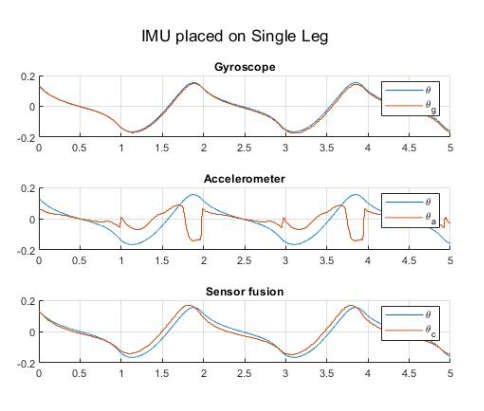 IMU placed on Single Leg
Gyroscope
0.2
0
-0.2
θ
θg
0 0.5 1 1.5 2 2.5 3 3.5 4 4.5 5
Accelerometer
0.2
0
-0.2
θ
θa
0 0.5 1 1.5 2 2.5 3 3.5 4 4.5 5
Sensor fusion
0.2
0
-0.2
θ
θc
0 0.5 1 1.5 2 2.5 3 3.5 4 4.5 5